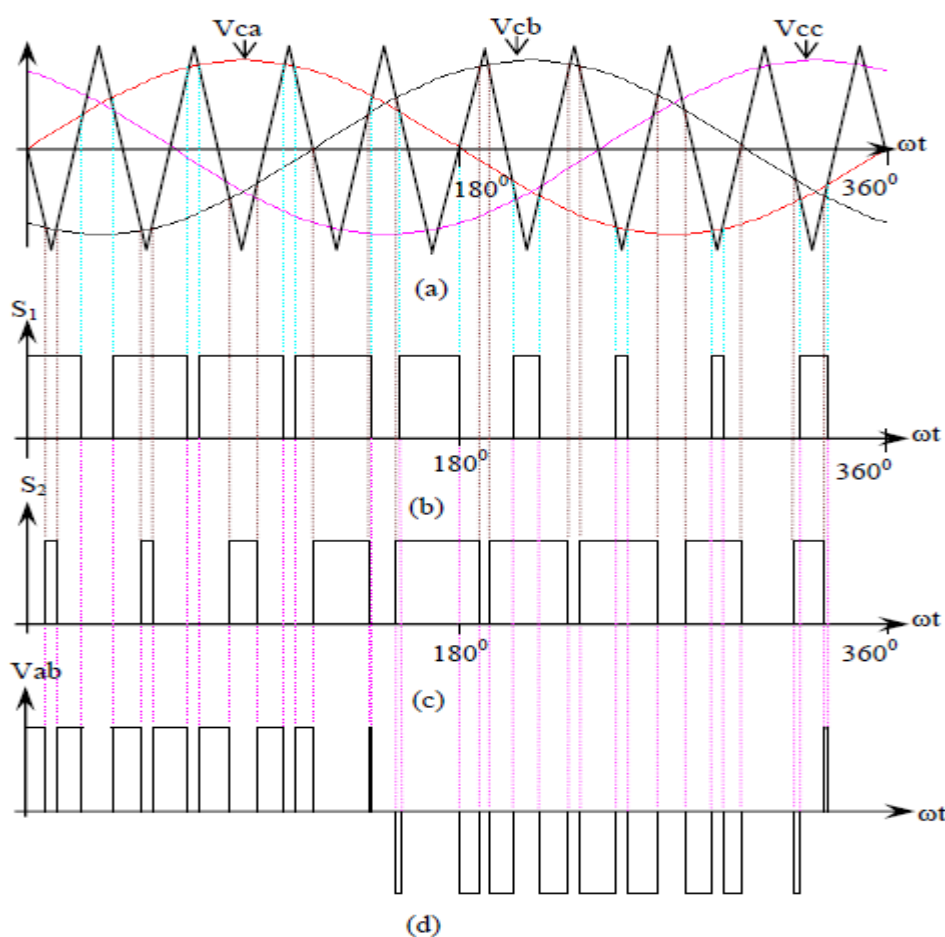 Vca Vcb Vcc
ωt
180⁰ 360⁰
(a)
S₁
ωt
180⁰ 360⁰
(b)
S₂
ωt
180⁰ 360⁰
(c)
Vab
ωt
(d)